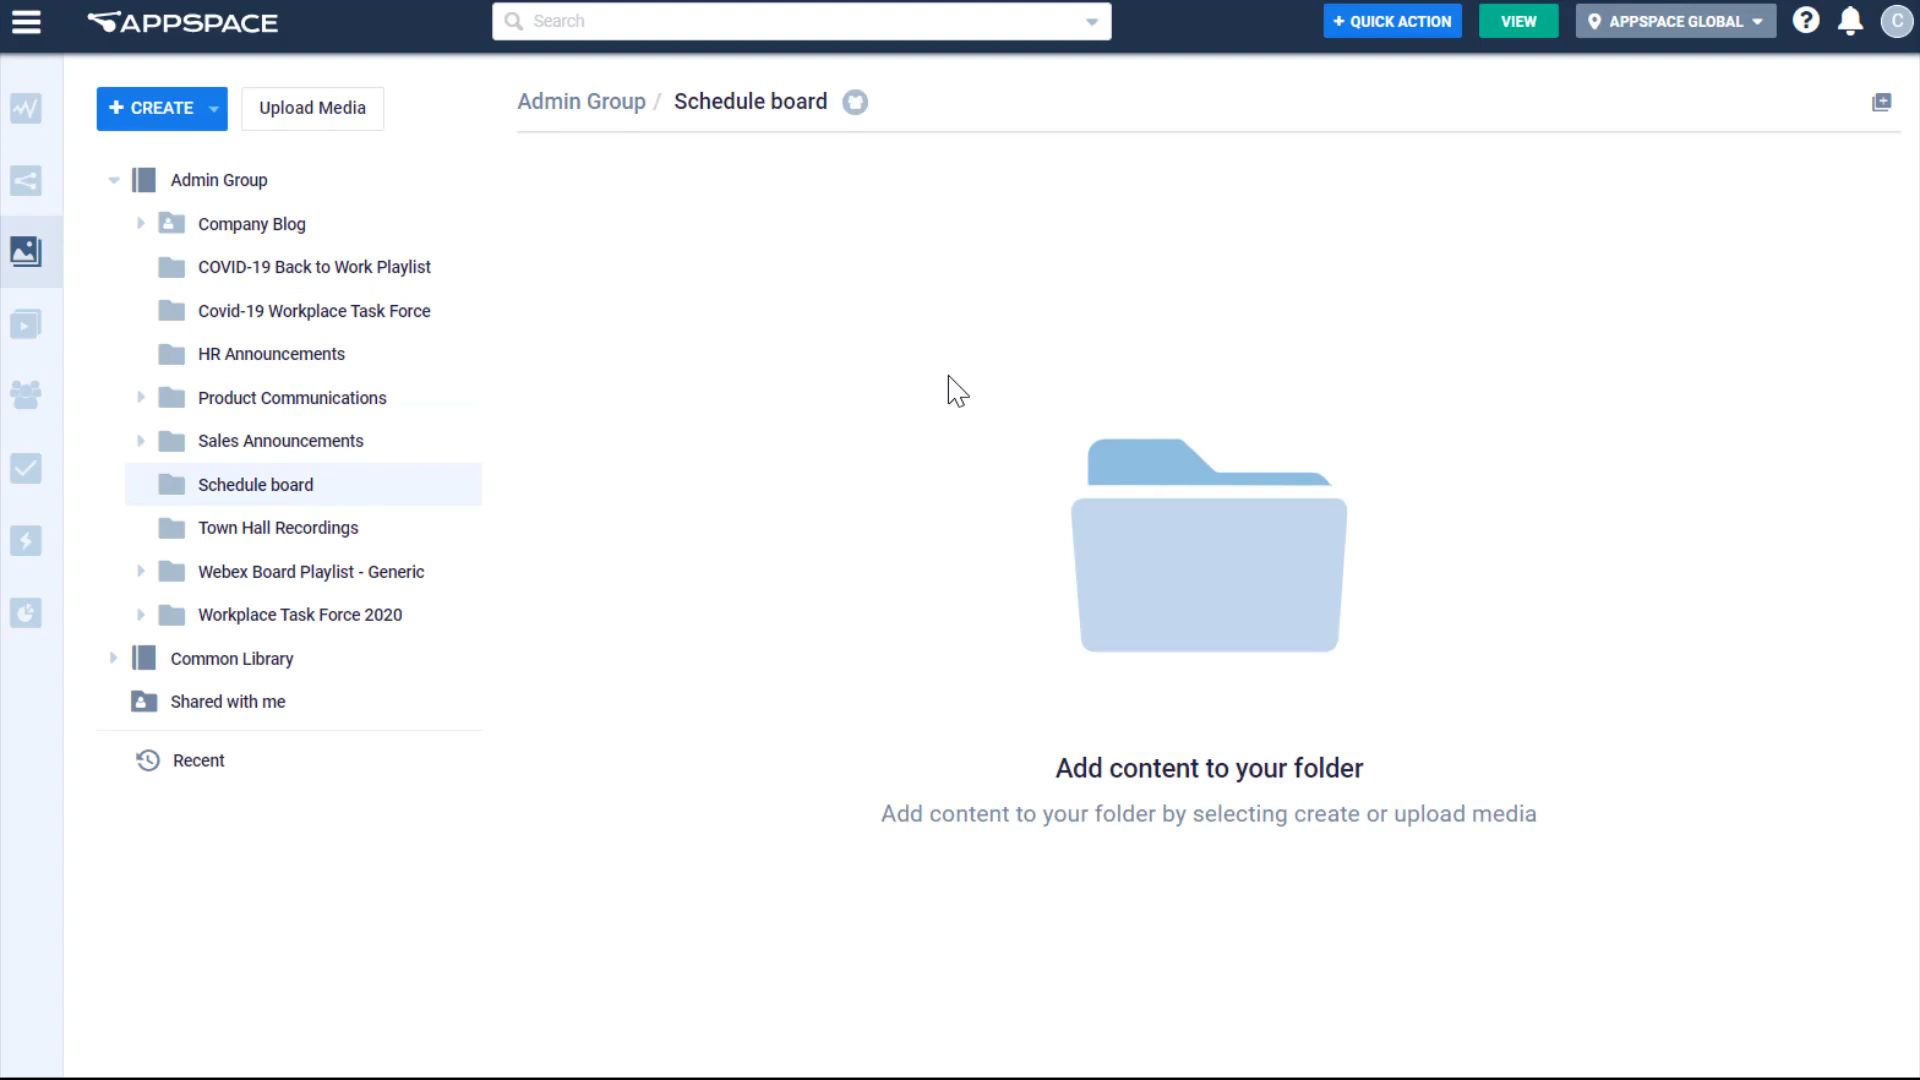 APPSPACE
Search
+ QUICK ACTION
VIEW
APPSPACE GLOBAL
?
C
+ CREATE
Upload Media
Admin Group / Schedule board
Admin Group
Company Blog
COVID-19 Back to Work Playlist
Covid-19 Workplace Task Force
HR Announcements
Product Communications
Sales Announcements
Schedule board
Town Hall Recordings
Webex Board Playlist - Generic
Workplace Task Force 2020
Common Library
Shared with me
Recent
Add content to your folder
Add content to your folder by selecting create or upload media